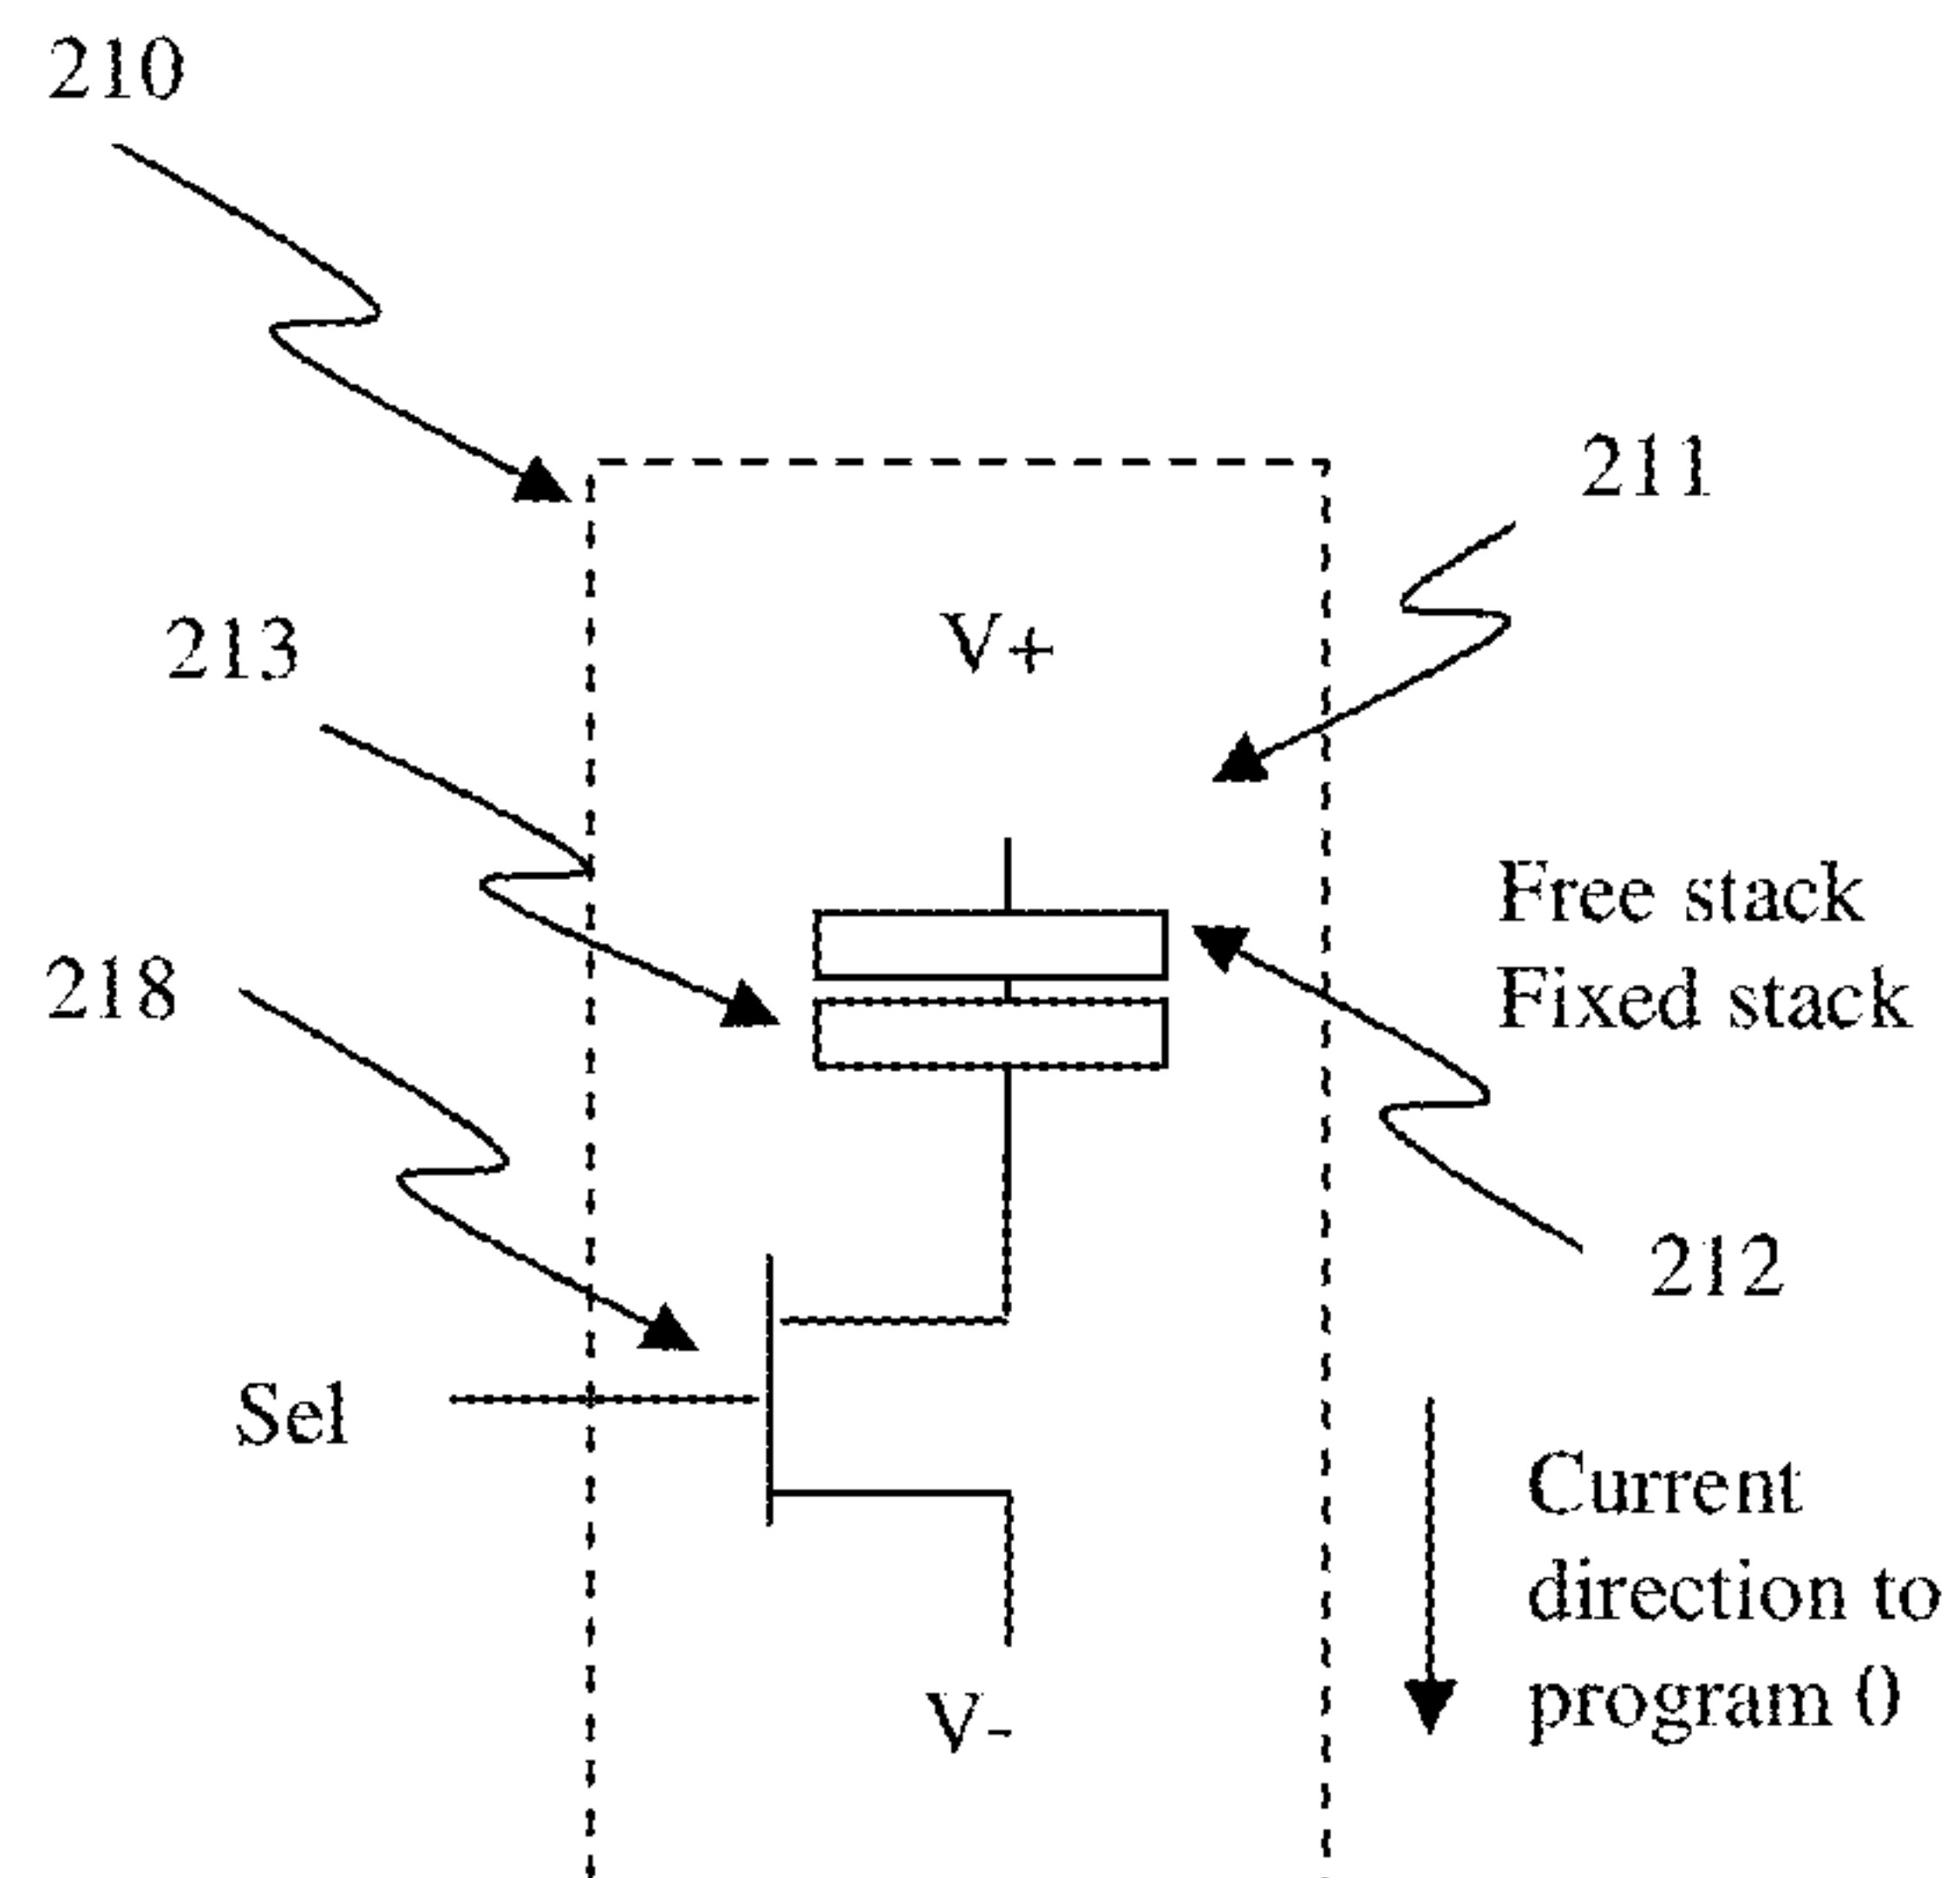 210
211
V+
213
Free stack
Fixed stack
218
212
Sel
Current
direction to
program 0
V-